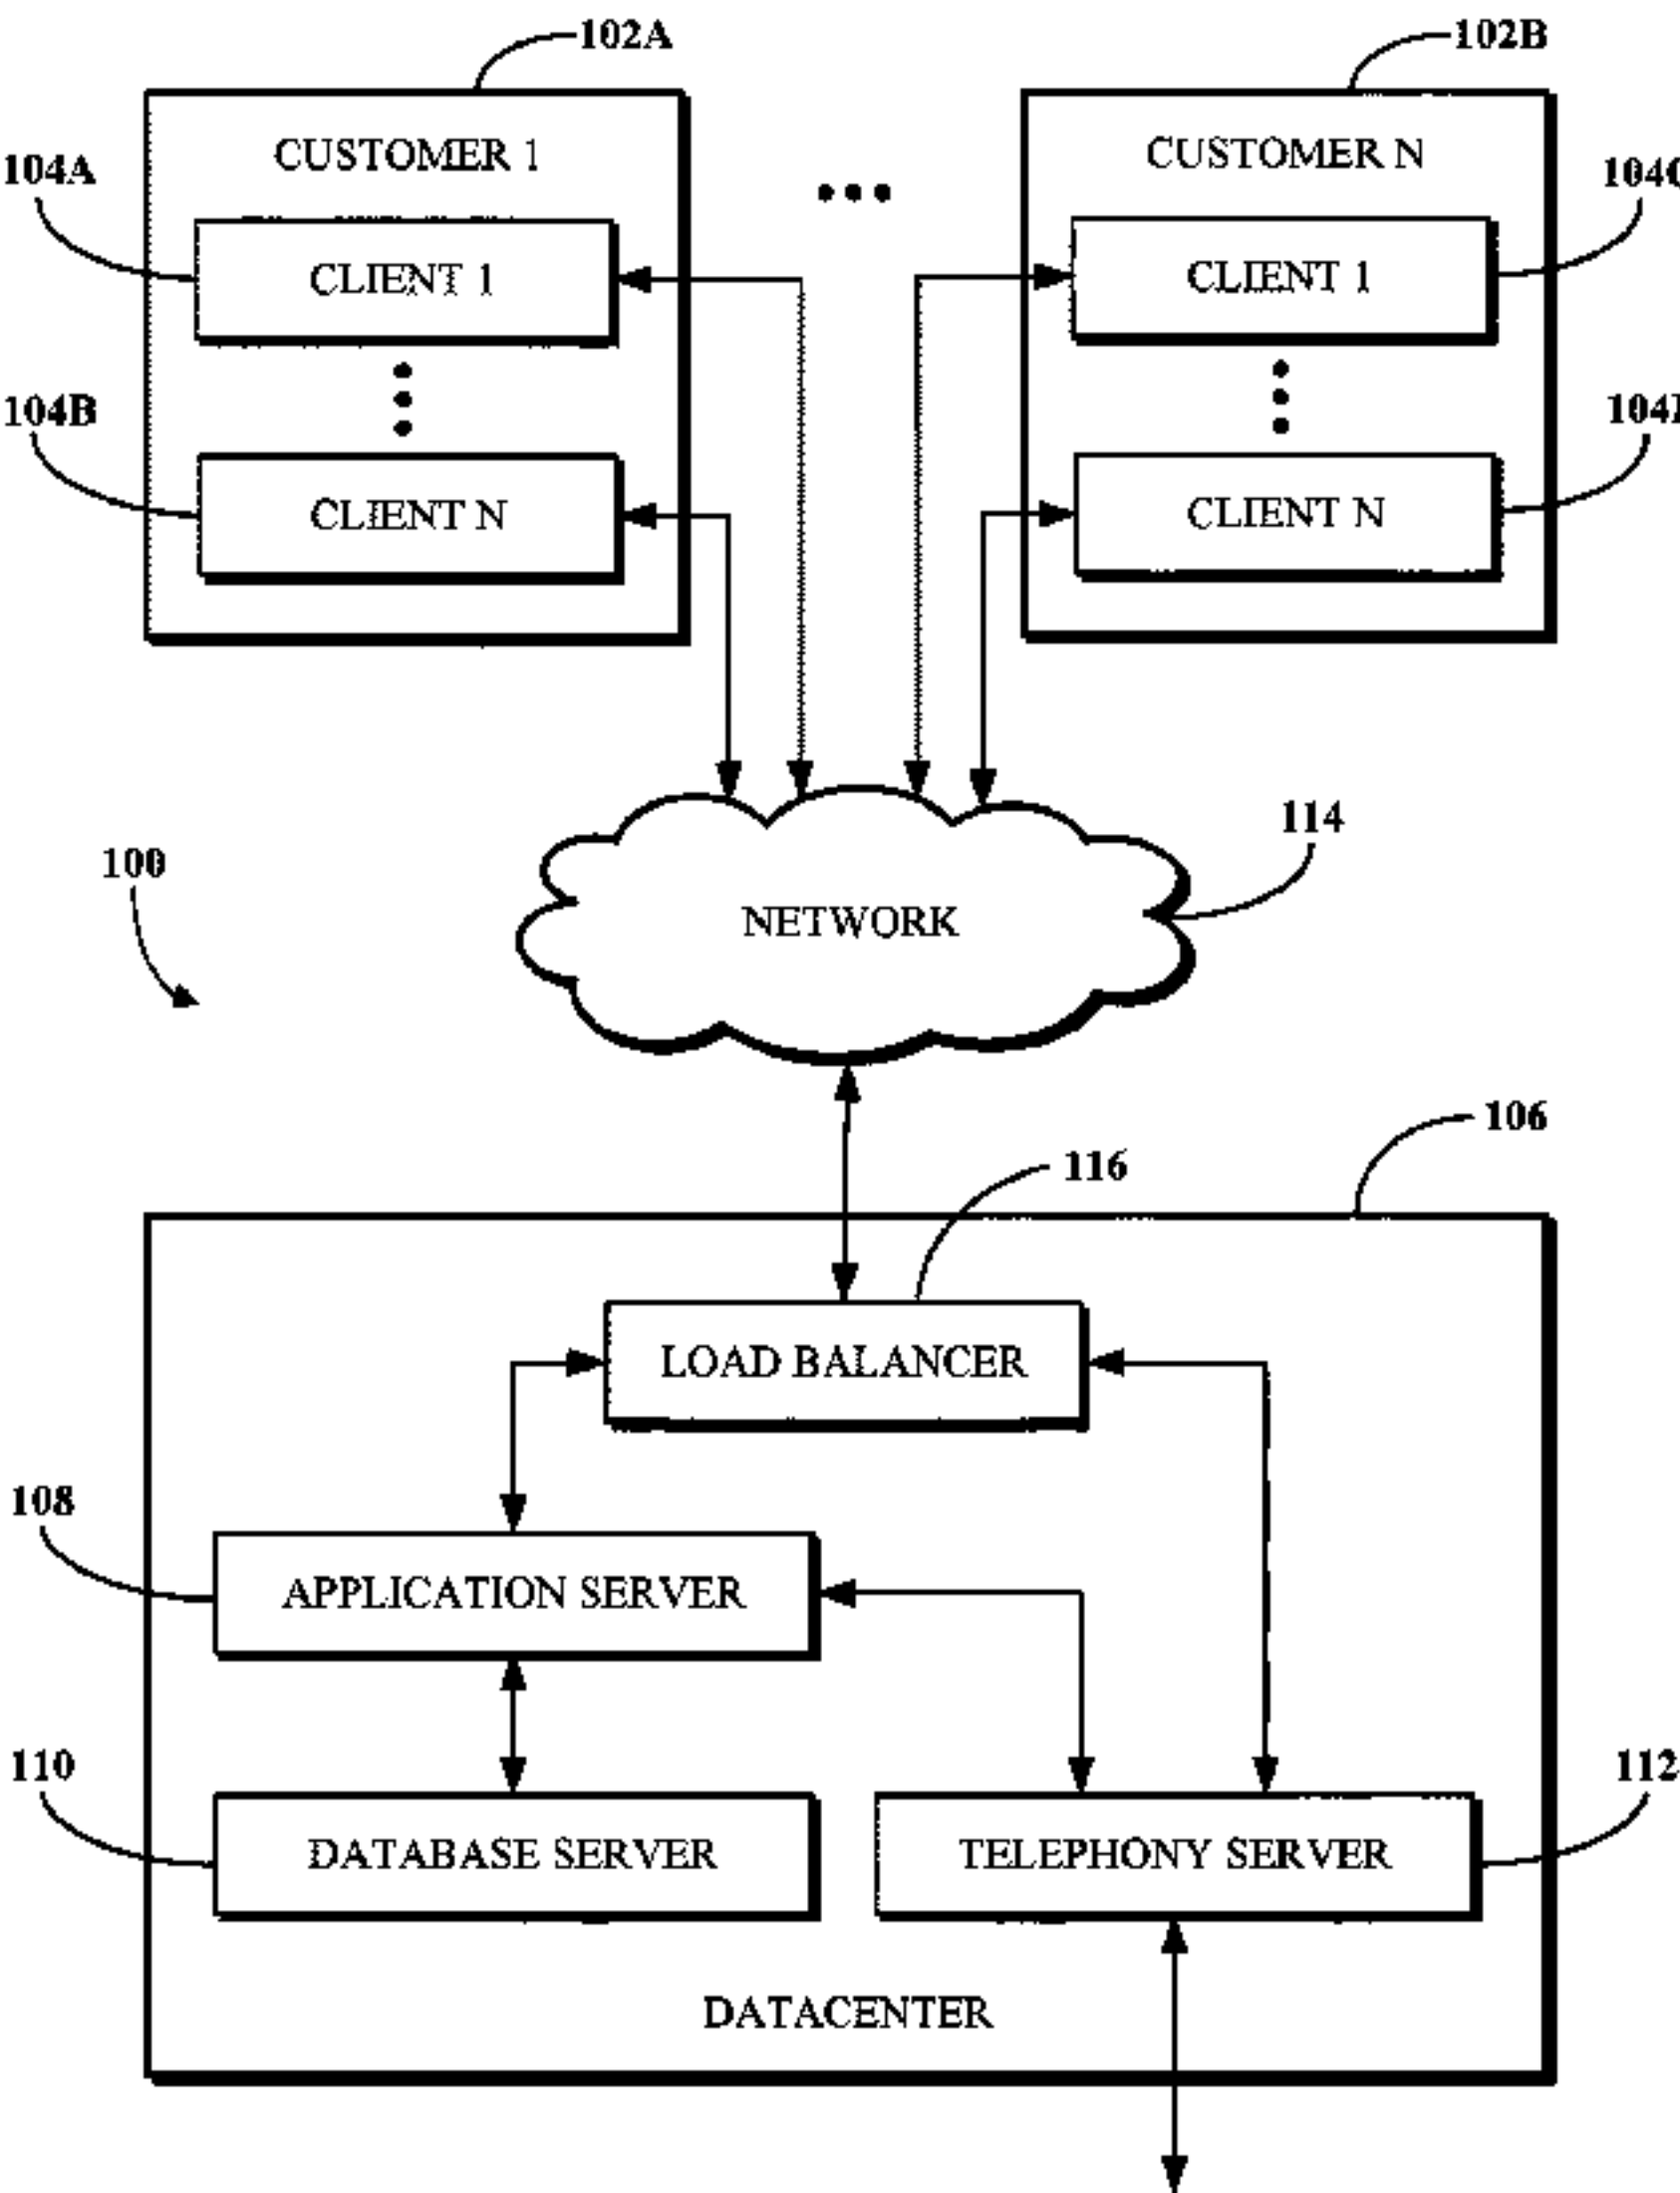 102A
102B
CUSTOMER 1
CUSTOMER N
104A
CLIENT 1
CLIENT 1
104B
CLIENT N
CLIENT N
114
100
NETWORK
106
116
LOAD BALANCER
108
APPLICATION SERVER
110
112
DATABASE SERVER
TELEPHONY SERVER
DATACENTER